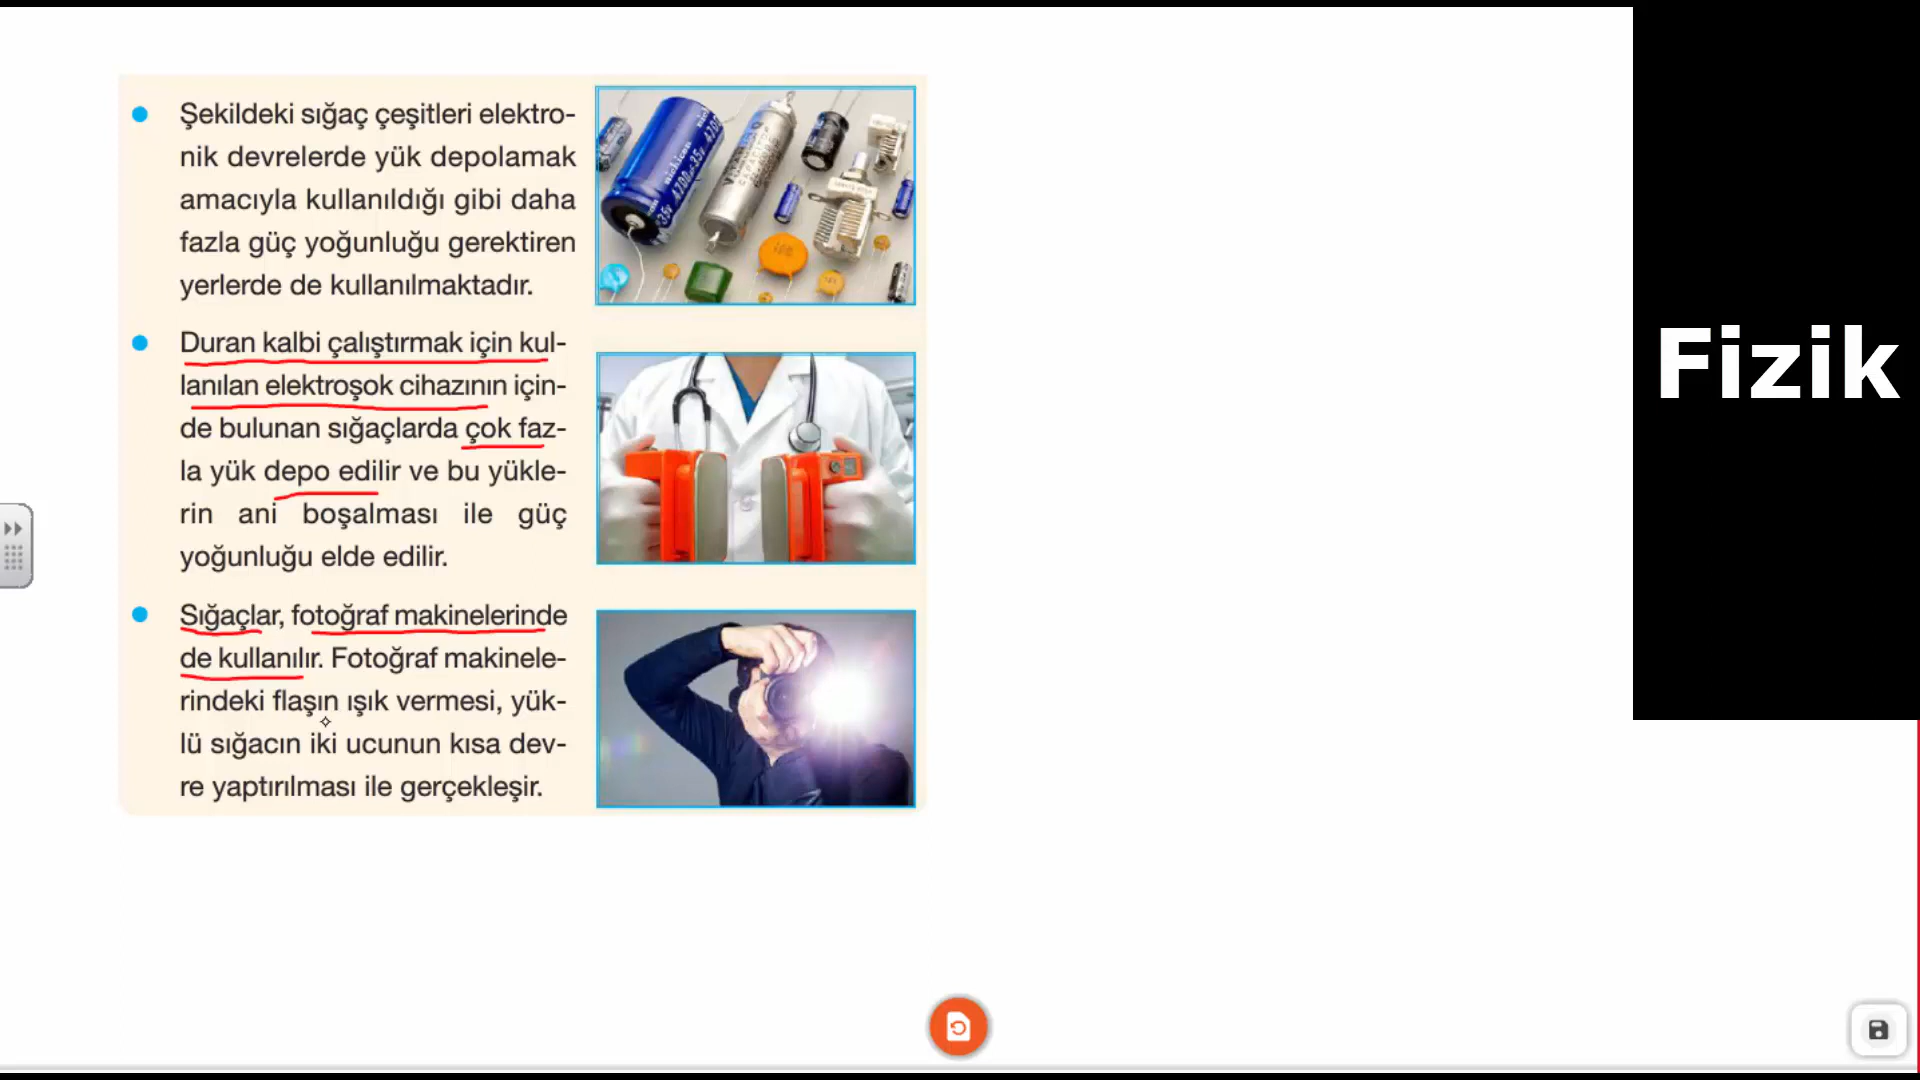 Şekildeki sığaç çeşitleri elektro-
nik devrelerde yük depolamak
amacıyla kullanıldığı gibi daha
fazla güç yoğunluğu gerektiren
yerlerde de kullanılmaktadır.
Duran kalbi çalıştırmak için kul-
lanılan elektroşok cihazının için-
de bulunan sığaçlarda çok faz-
la yük depo edilir ve bu yükle-
rin ani boşalması ile güç
yoğunluğu elde edilir.
Sığaçlar, fotoğraf makinelerinde
de kullanılır. Fotoğraf makinele-
rindeki flaşın ışık vermesi, yük-
lü sığacın iki ucunun kısa dev-
re yaptırılması ile gerçekleşir.
Fizik